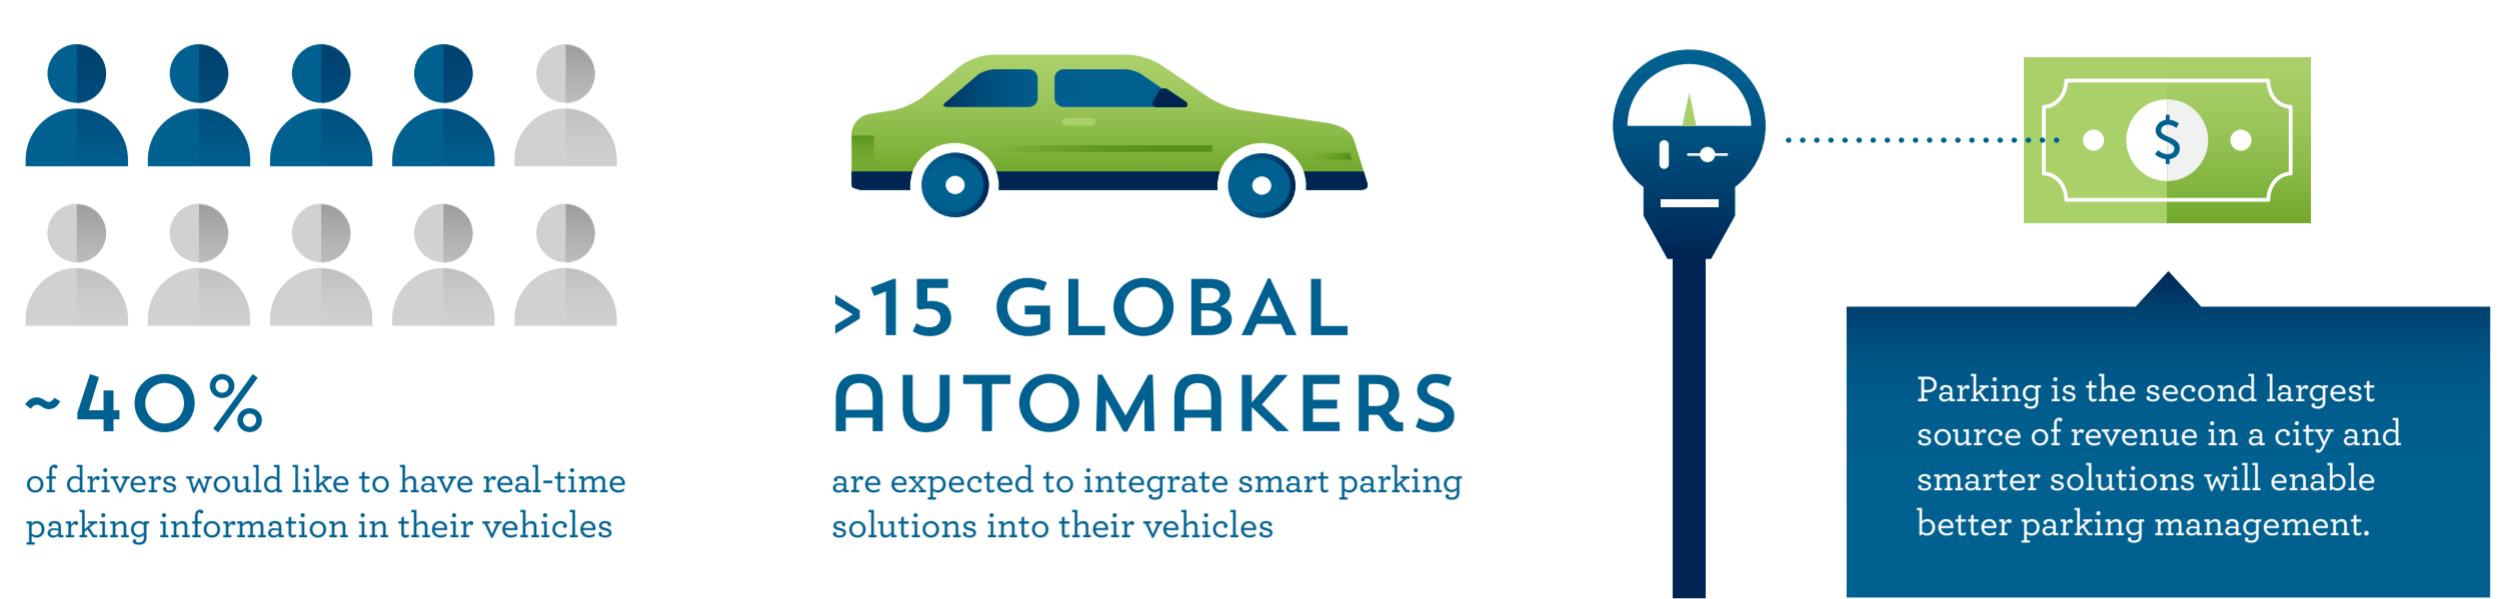 ~40%
of drivers would like to have real-time
parking information in their vehicles
>15 GLOBAL
AUTOMAKERS
are expected to integrate smart parking
solutions into their vehicles
$
Parking is the second largest
source of revenue in a city and
smarter solutions will enable
better parking management.